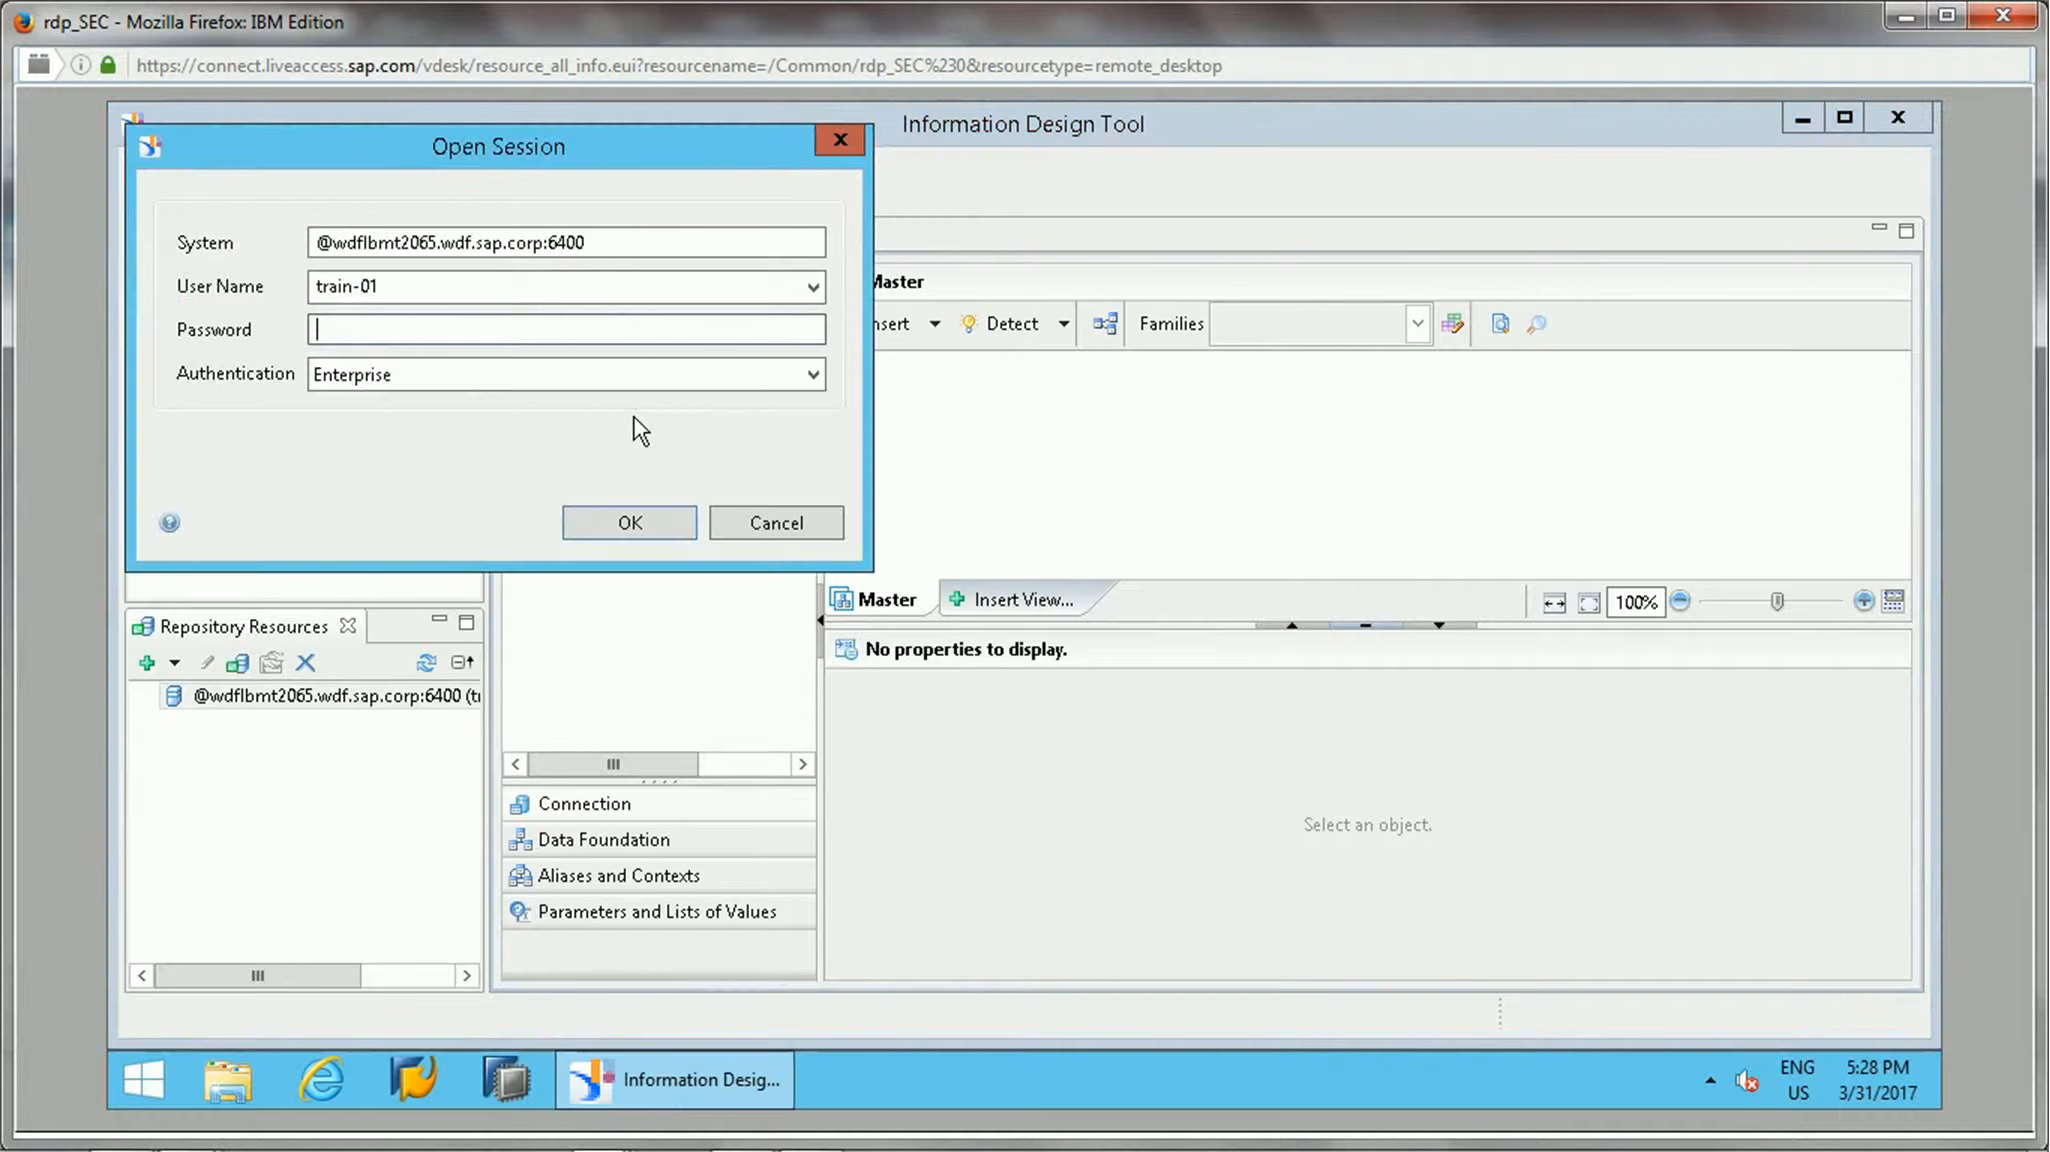 rdp_SEC - Mozilla Firefox: IBM Edition
https://connect.liveaccess.sap.com/vdesk/resource_all_info.eui?resourcename=/Common/rdp_SEC%230&resourcetype=remote_desktop
Information Design Tool
Open Session
System @wdflbmt2065.wdf.sap.corp:6400
User Name train-01
Password
Authentication Enterprise
OK Cancel
Master
nsert Detect Families
Master Insert View... 100%
Repository Resources
No properties to display.
@wdflbmt2065.wdf.sap.corp:6400 (tr
Connection
Data Foundation
Aliases and Contexts
Parameters and Lists of Values
Select an object.
Information Desig...
ENG 5:28 PM
US 3/31/2017